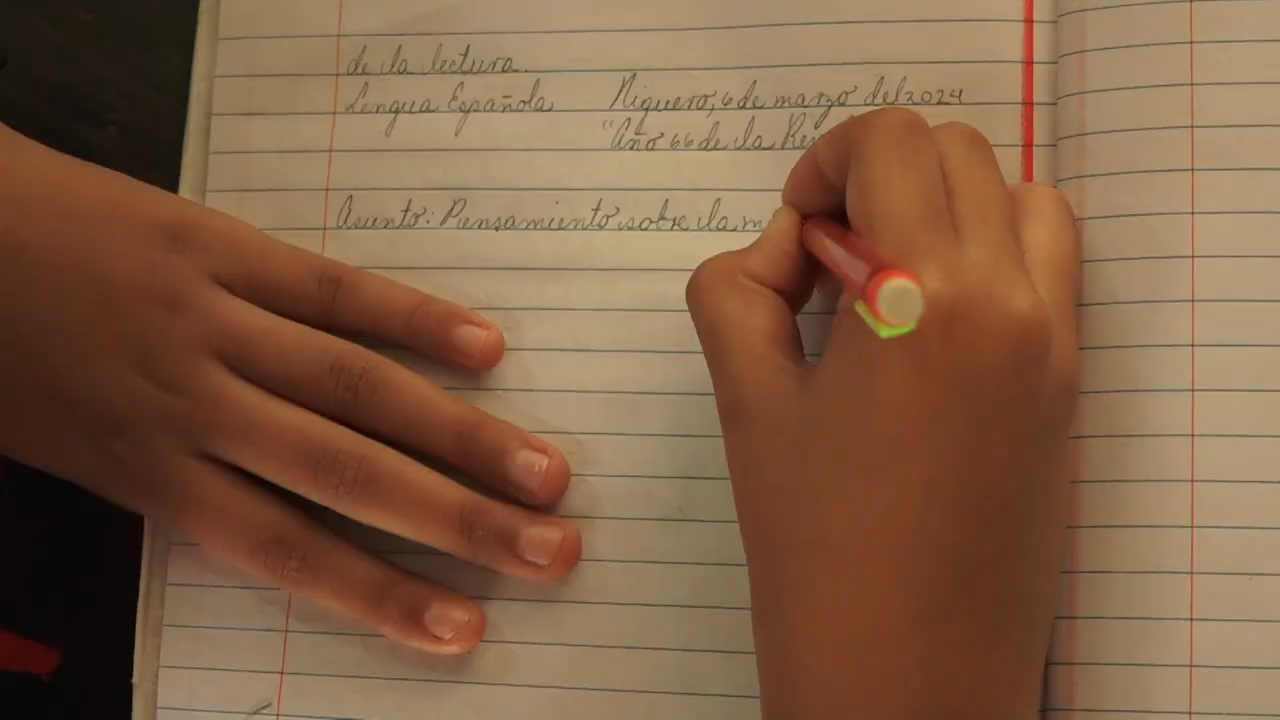 de la lectura.
Lengua Española Niquero, 6 de marzo del 2024
"Año 66 de la
Asunto: Pensamiento sobre la